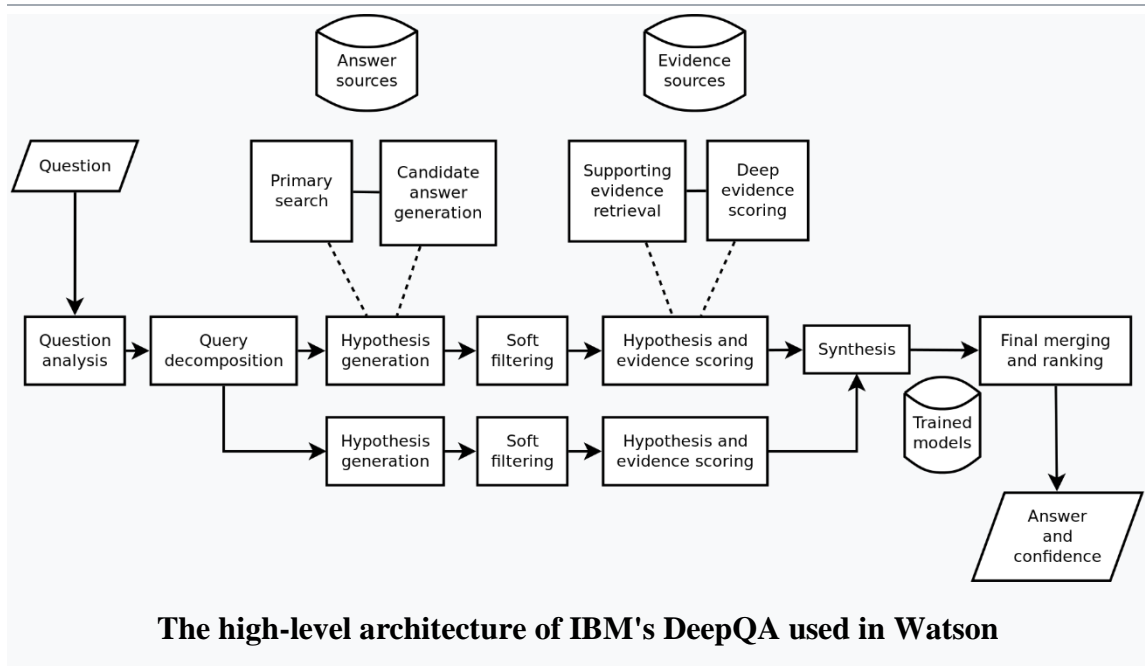 Answer
sources
Evidence
sources
Question
Primary
search
Candidate
answer
generation
Supporting
evidence
retrieval
Deep
evidence
scoring
Question
analysis
Query
decomposition
Hypothesis
generation
Soft
filtering
Hypothesis and
evidence scoring
Synthesis
Final merging
and ranking
Hypothesis
generation
Soft
filtering
Hypothesis and
evidence scoring
Trained
models
Answer
and
confidence
The high-level architecture of IBM's DeepQA used in Watson